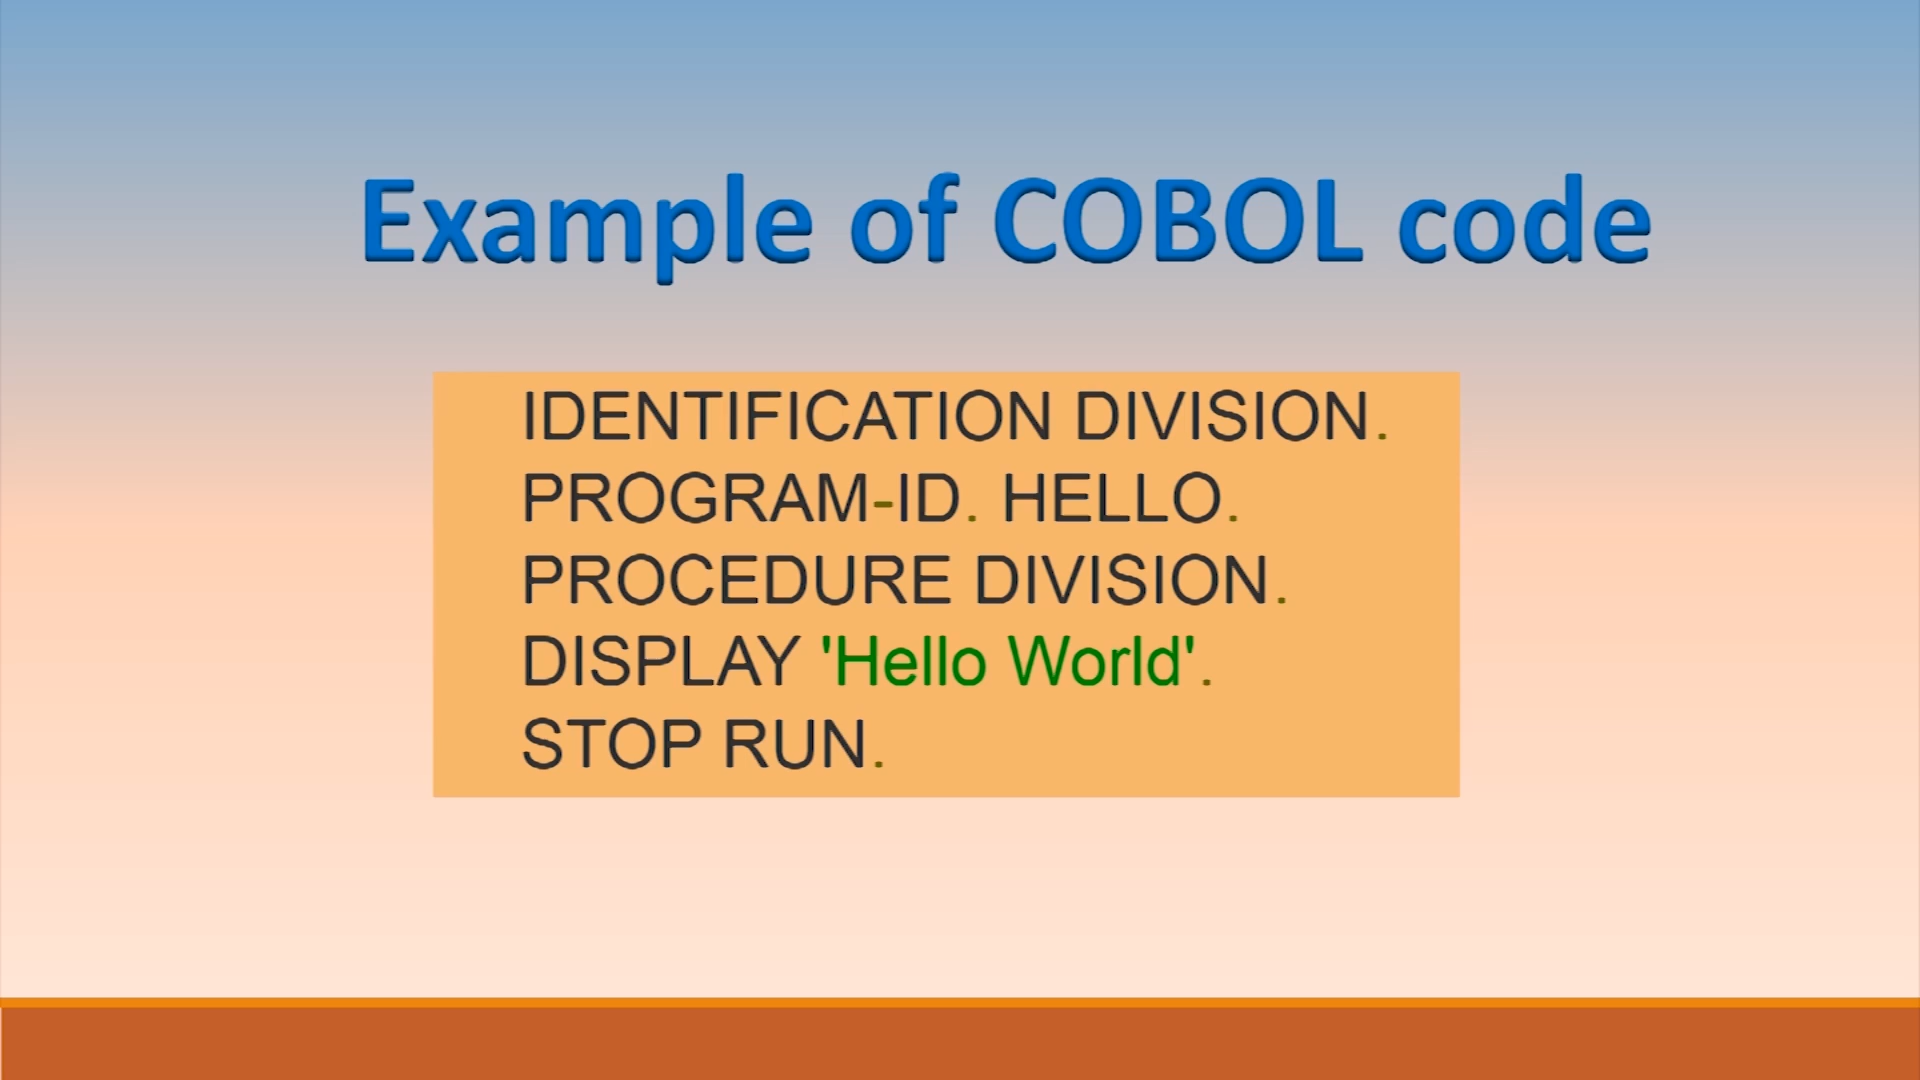 Example of COBOL code
IDENTIFICATION DIVISION.
PROGRAM-ID. HELLO.
PROCEDURE DIVISION.
DISPLAY 'Hello World'.
STOP RUN.